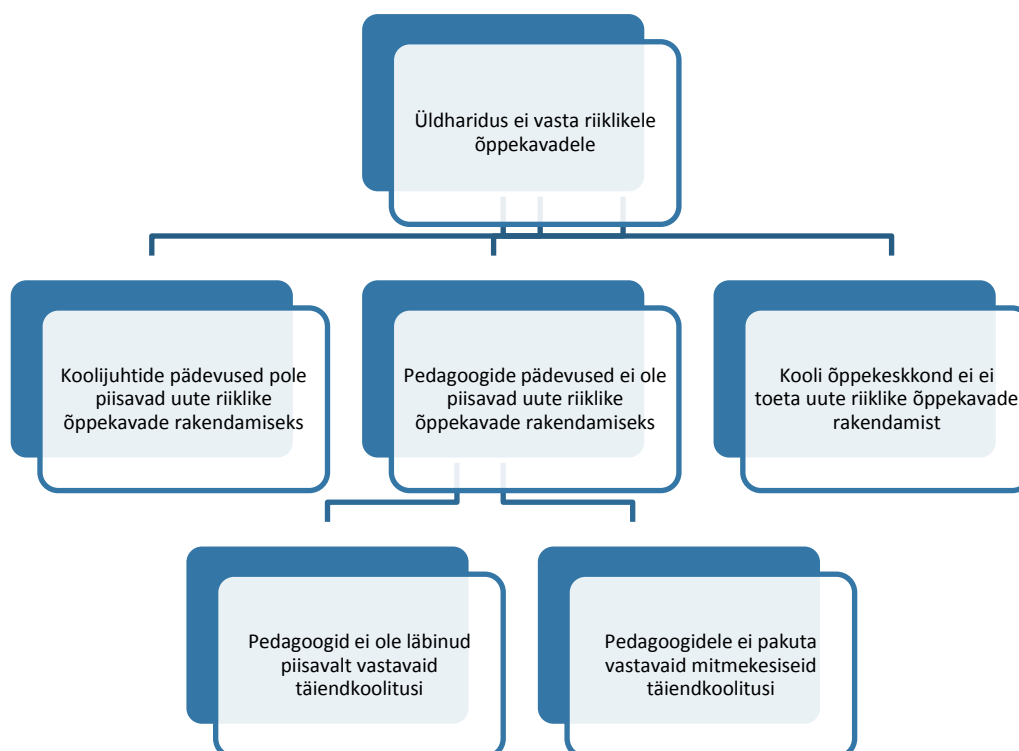 Üldharidus ei vasta riiklikele
õppekavadele
Koolijuhtide pädevused pole
piisavad uute riiklike
õppekavade rakendamiseks
Pedagoogide pädevused ei ole
piisavad uute riiklike
õppekavade rakendamiseks
Kooli õppekeskkond ei ei
toeta uute riiklike õppekavade
rakendamist
Pedagoogid ei ole läbinud
piisavalt vastavaid
täiendkoolitusi
Pedagoogidele ei pakuta
vastavaid mitmekesiseid
täiendkoolitusi